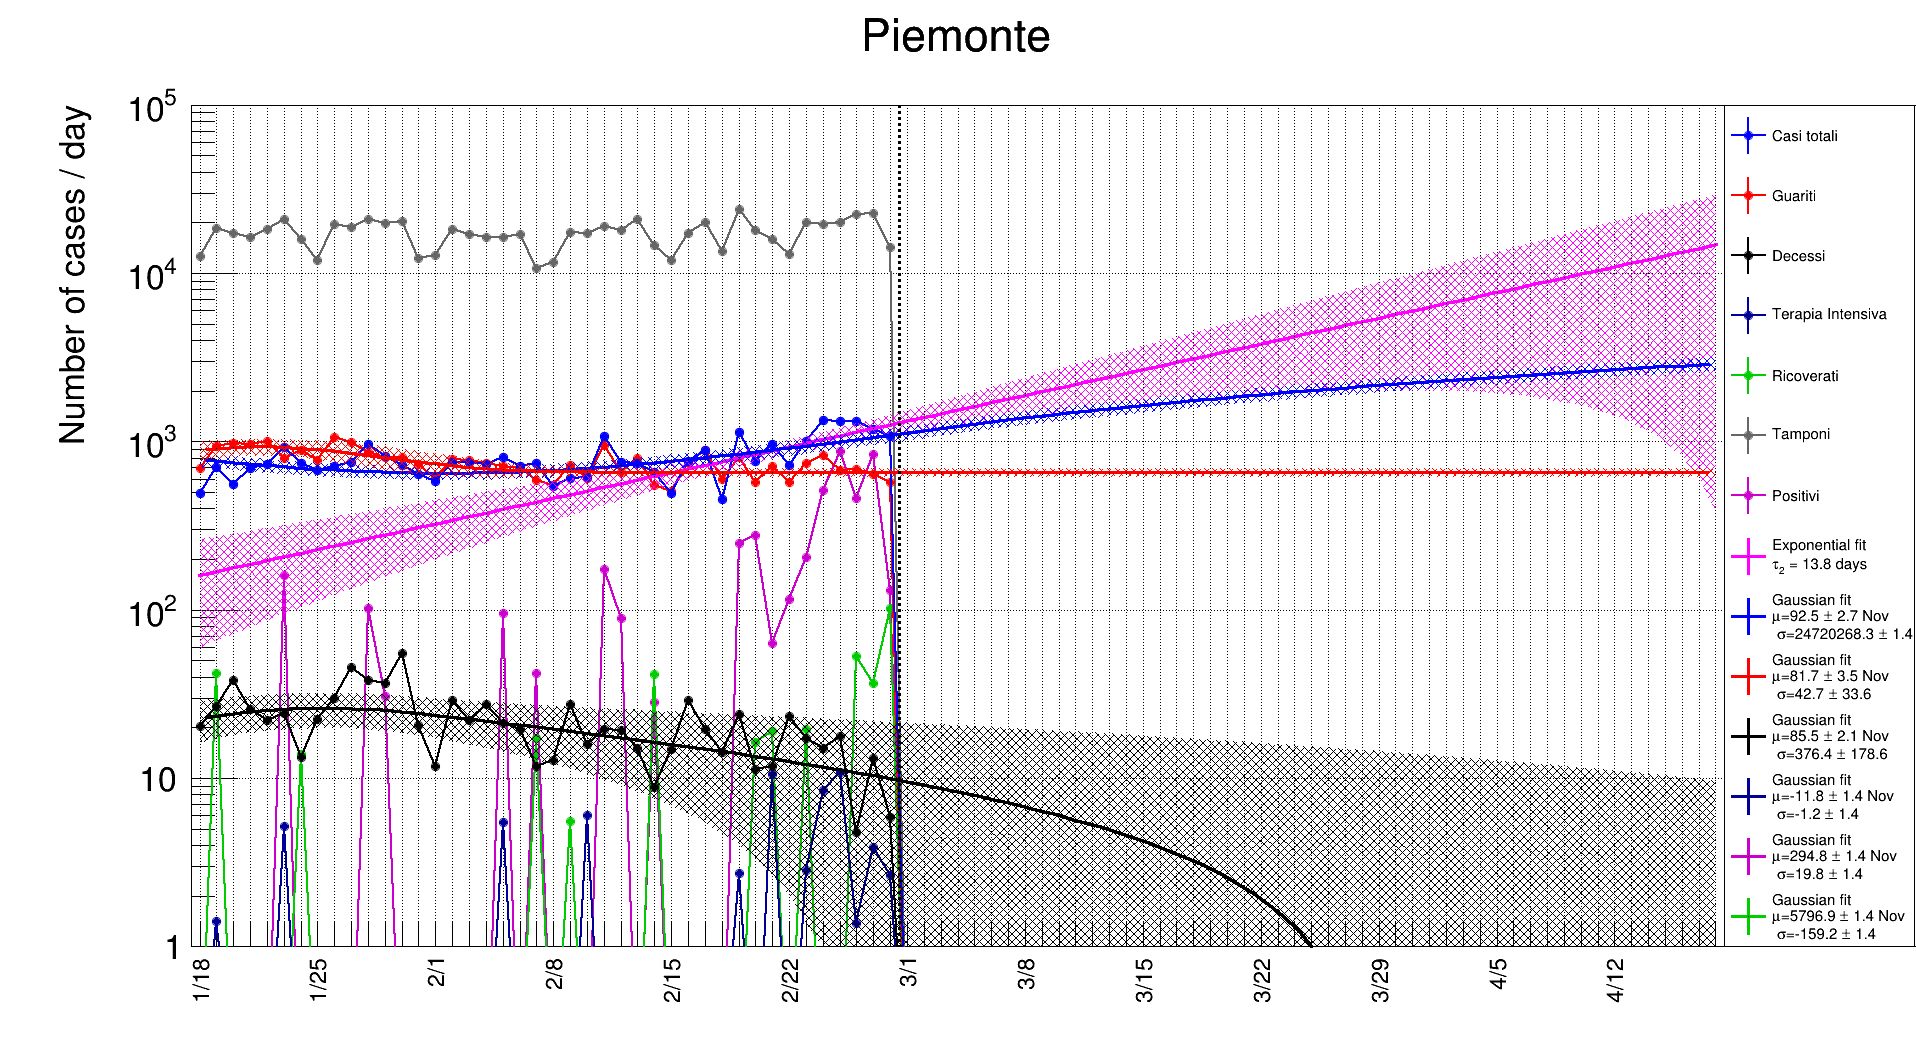 Piemonte
Number of cases / day
10^5
10^4
10^3
10^2
10
1
1/18
1/25
2/1
2/8
2/15
2/22
3/1
3/8
3/15
3/22
3/29
4/5
4/12
Casi totali
Guariti
Decessi
Terapia Intensiva
Ricoverati
Tamponi
Positivi
Exponential fit
τ₂ = 13.8 days
Gaussian fit
μ=92.5 ± 2.7 Nov
σ=24720268.3 ± 1.4
Gaussian fit
μ=81.7 ± 3.5 Nov
σ=42.7 ± 33.6
Gaussian fit
μ=85.5 ± 2.1 Nov
σ=376.4 ± 178.6
Gaussian fit
μ=-11.8 ± 1.4 Nov
σ=-1.2 ± 1.4
Gaussian fit
μ=294.8 ± 1.4 Nov
σ=19.8 ± 1.4
Gaussian fit
μ=5796.9 ± 1.4 Nov
σ=-159.2 ± 1.4